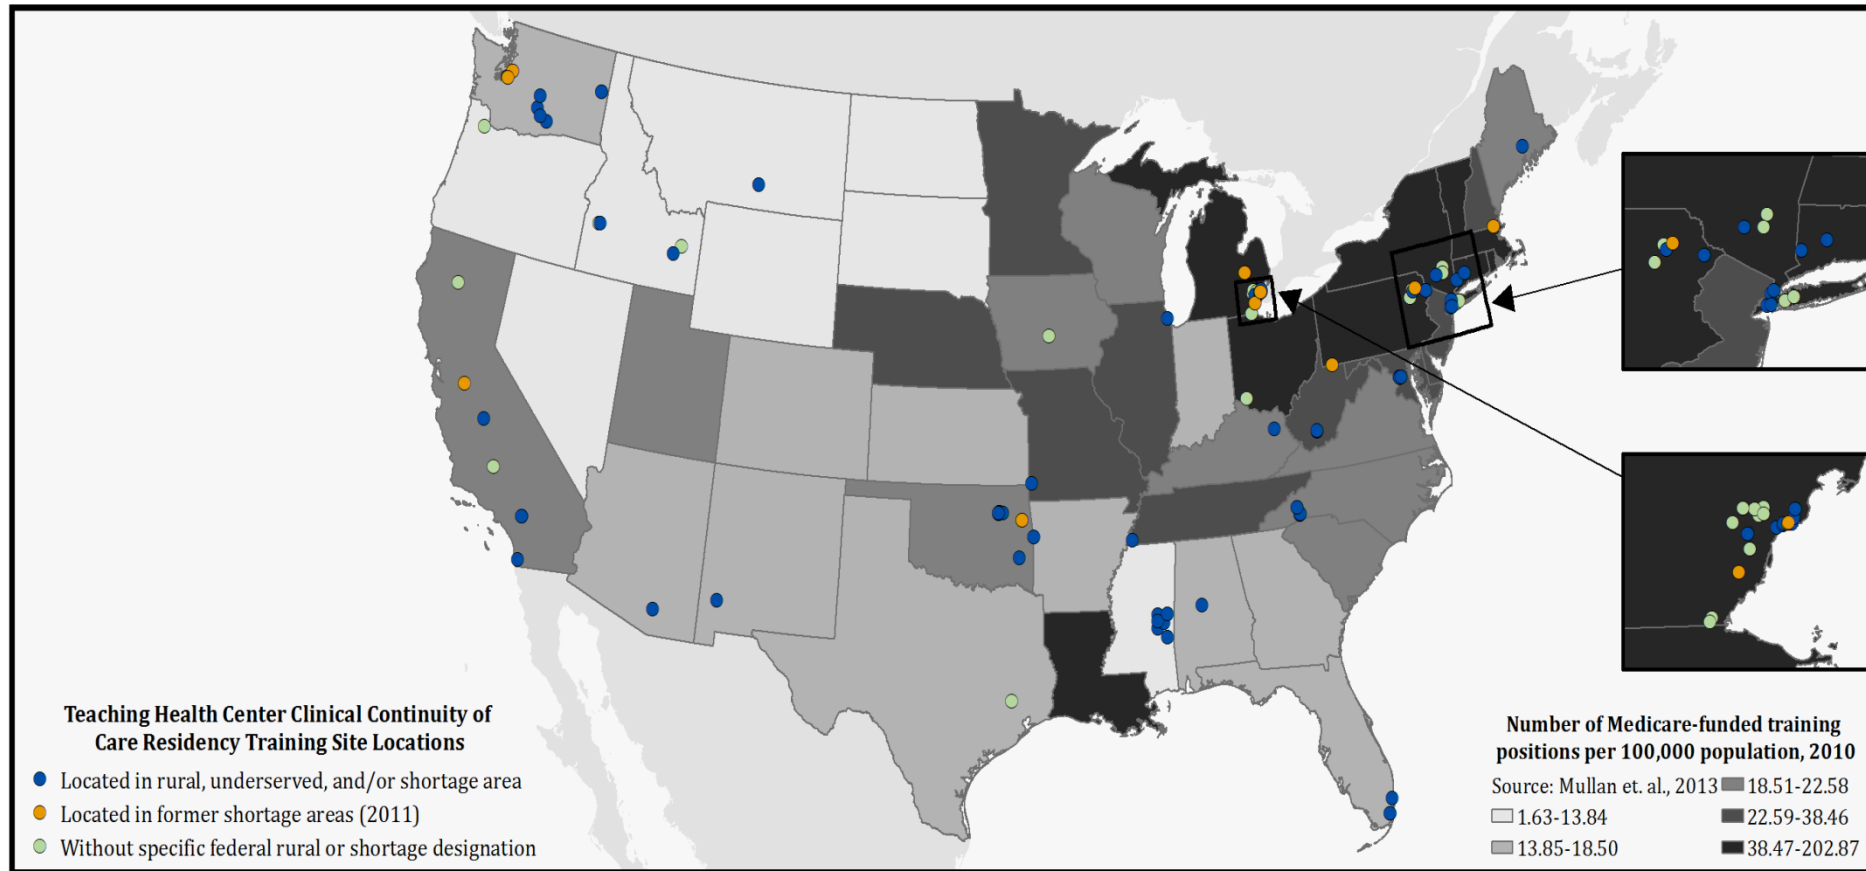 Teaching Health Center Clinical Continuity of
Care Residency Training Site Locations
Located in rural, underserved, and/or shortage area
Located in former shortage areas (2011)
Without specific federal rural or shortage designation
Number of Medicare-funded training
positions per 100,000 population, 2010
Source: Mullan et. al., 2013
18.51-22.58
1.63-13.84
22.59-38.46
13.85-18.50
38.47-202.87